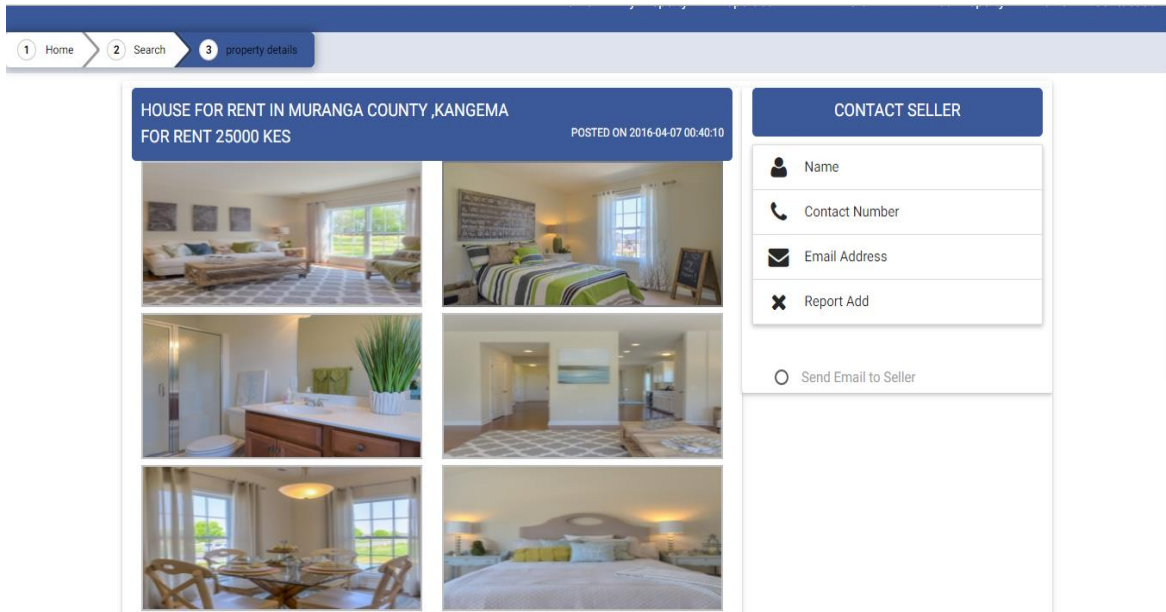 1 Home
2 Search
3 property details
HOUSE FOR RENT IN MURANGA COUNTY ,KANGEMA
FOR RENT 25000 KES
POSTED ON 2016-04-07 00:40:10
CONTACT SELLER
Name
Contact Number
Email Address
Report Add
Send Email to Seller